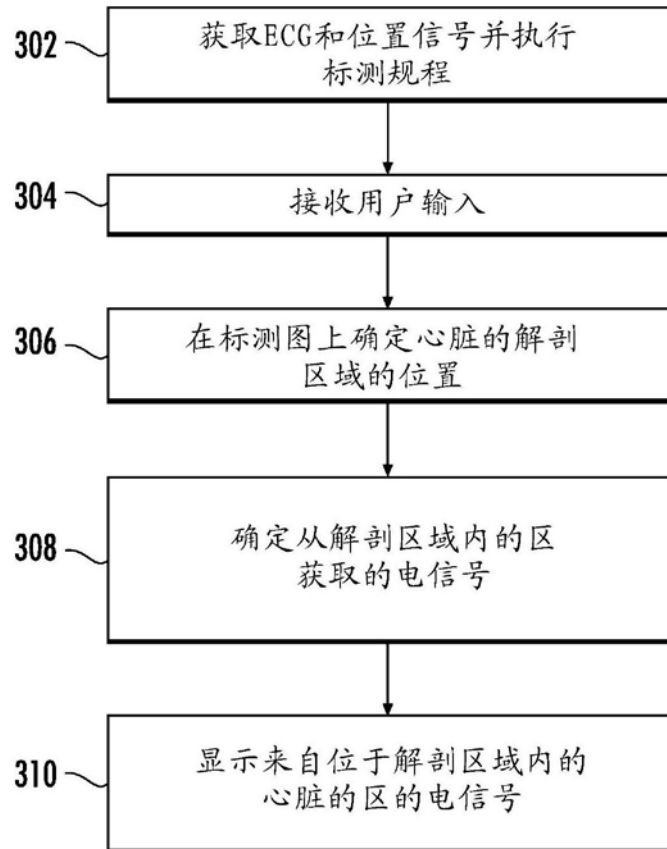 302
获取ECG和位置信号并执行
标测规程
304
接收用户输入
306
在标测图上确定心脏的解剖
区域的位置
308
确定从解剖区域内的区
获取的电信号
310
显示来自位于解剖区域内的
心脏的区的电信号